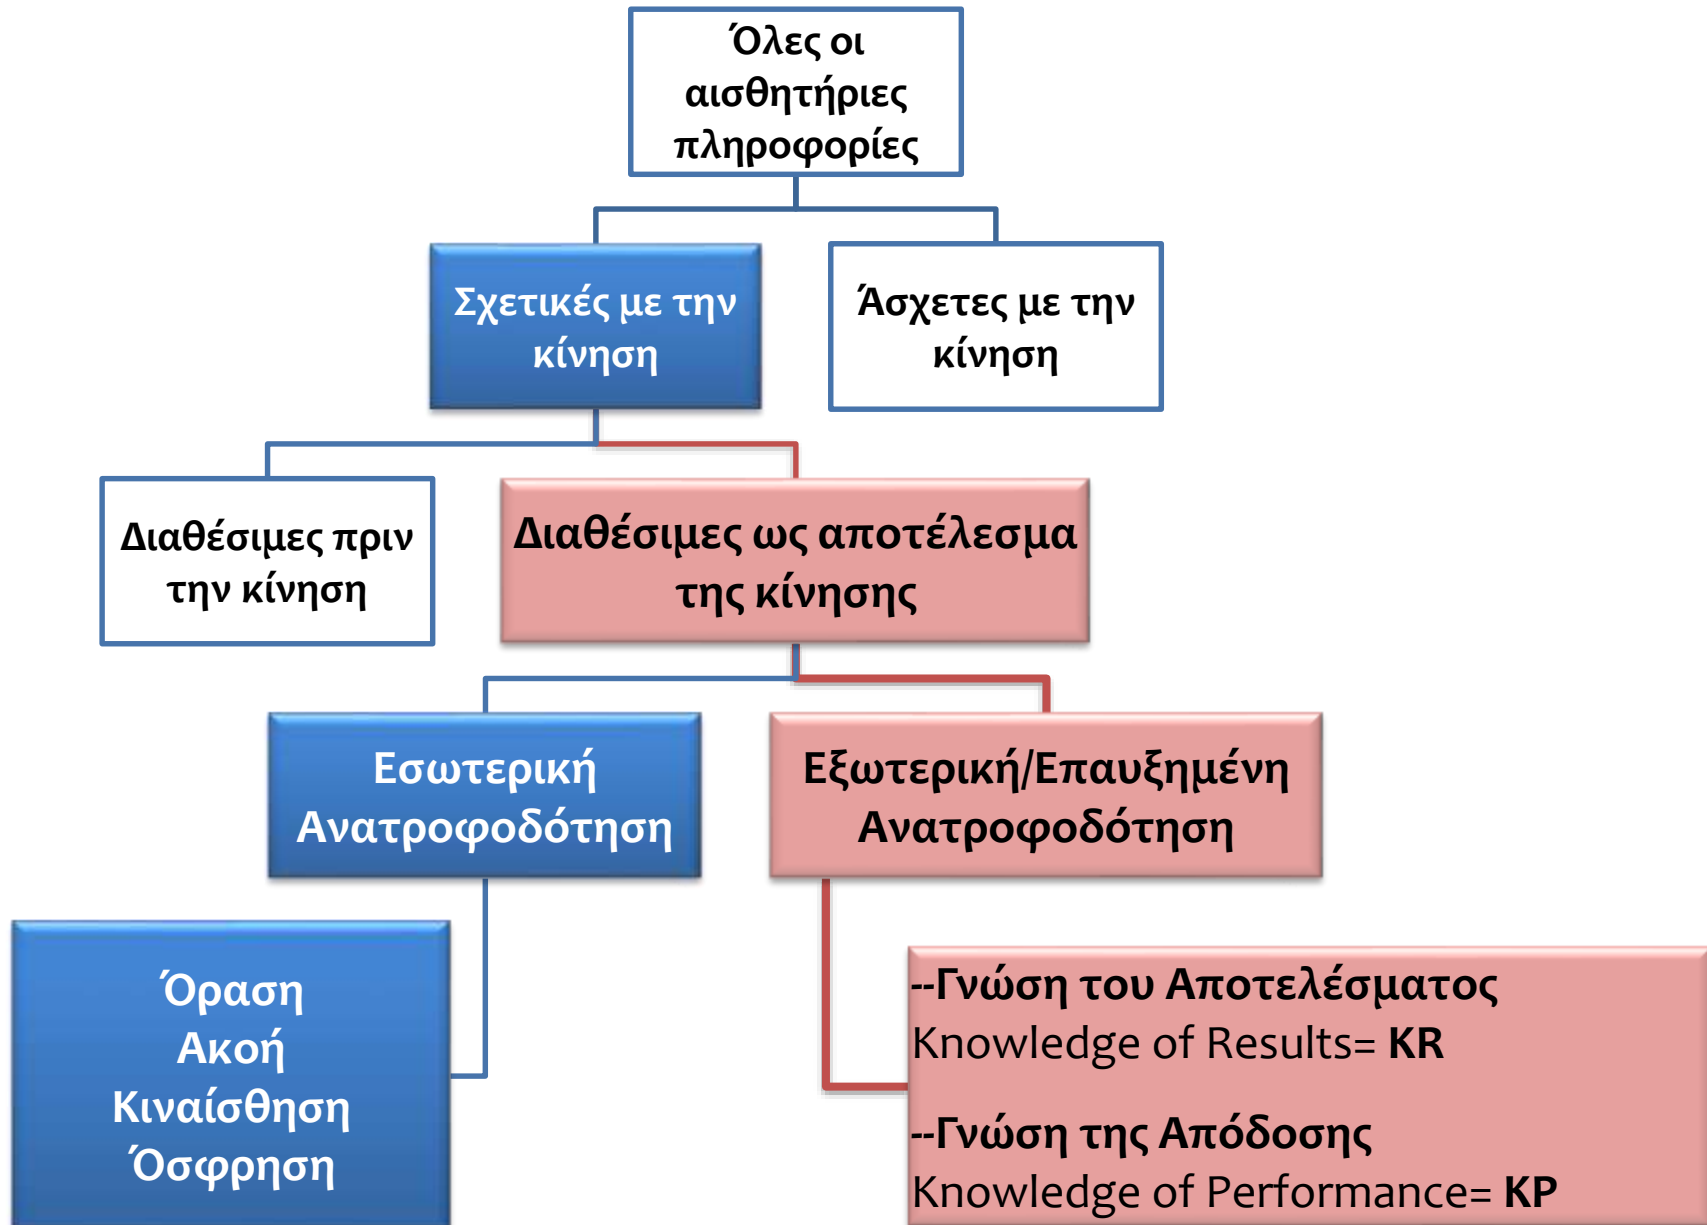 Όλες οι
αισθητήριες
πληροφορίες
Σχετικές με την
κίνηση
Άσχετες με την
κίνηση
Διαθέσιμες πριν
την κίνηση
Διαθέσιμες ως αποτέλεσμα
της κίνησης
Εσωτερική
Ανατροφοδότηση
Εξωτερική/Επαυξημένη
Ανατροφοδότηση
Όραση
Ακοή
Κιναίσθηση
Όσφρηση
--Γνώση του Αποτελέσματος
Knowledge of Results= KR
--Γνώση της Απόδοσης
Knowledge of Performance= KP